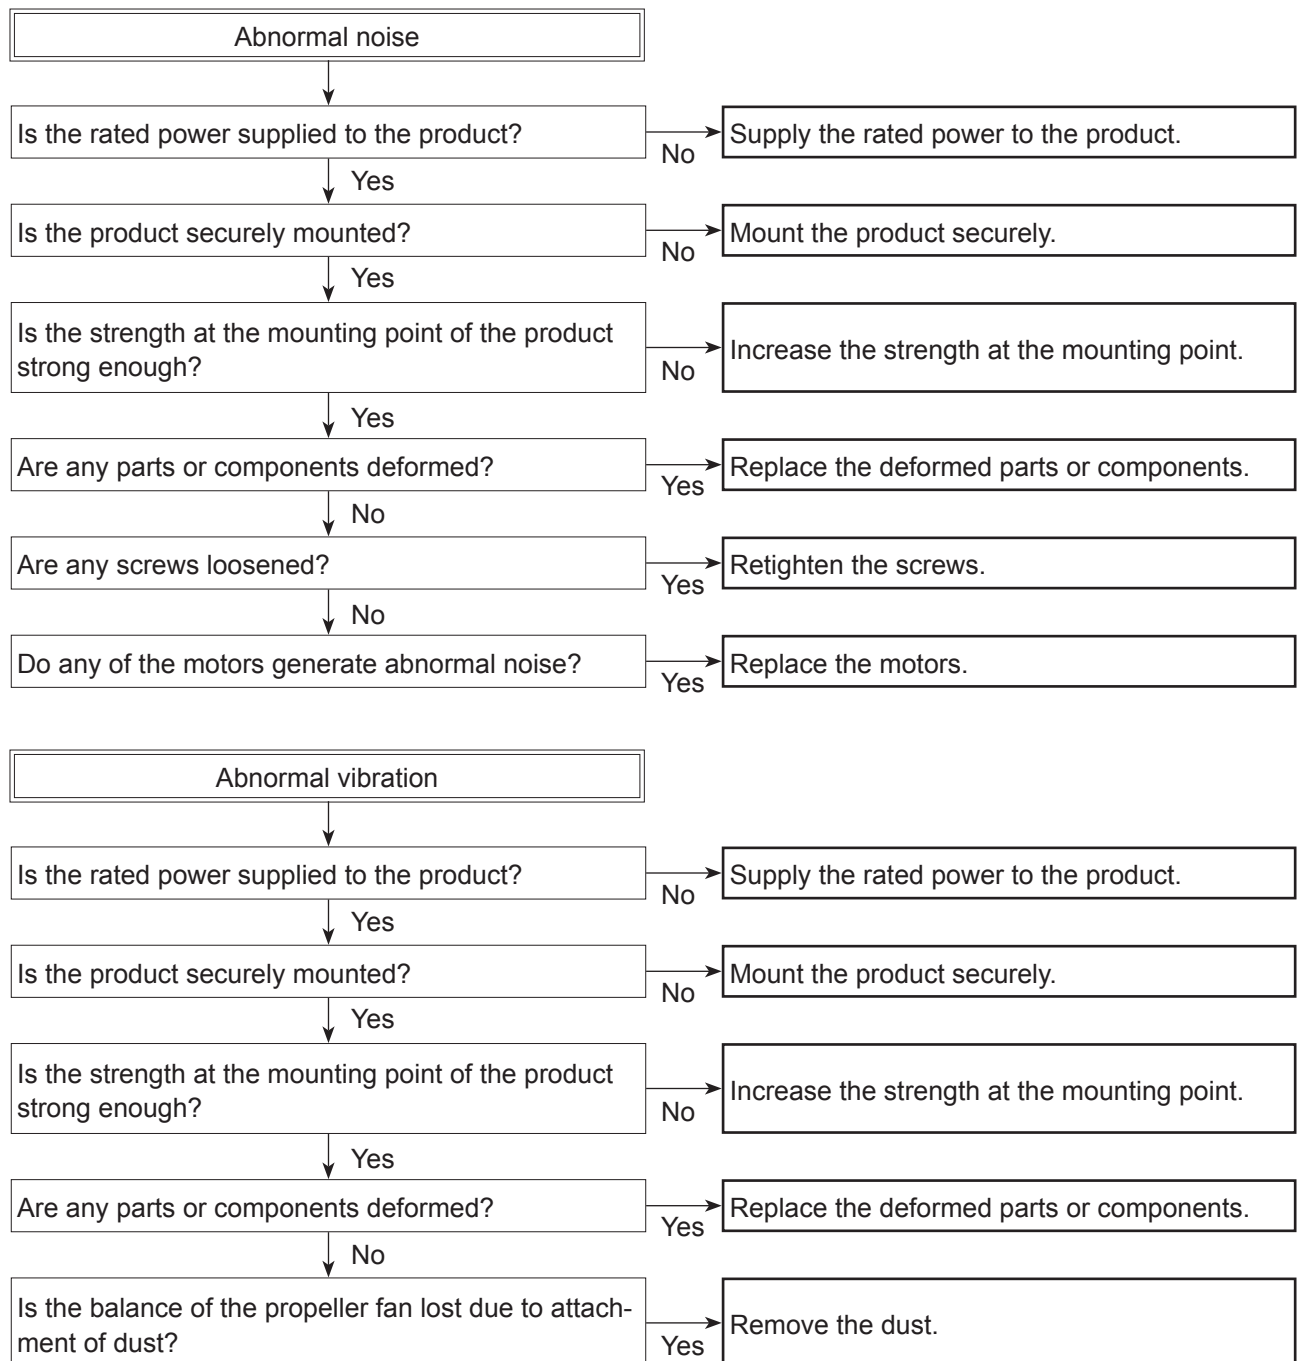 Abnormal noise
Is the rated power supplied to the product?
No
Supply the rated power to the product.
Yes
Is the product securely mounted?
No
Mount the product securely.
Yes
Is the strength at the mounting point of the product
strong enough?
No
Increase the strength at the mounting point.
Yes
Are any parts or components deformed?
Yes
Replace the deformed parts or components.
No
Are any screws loosened?
Yes
Retighten the screws.
No
Do any of the motors generate abnormal noise?
Yes
Replace the motors.
Abnormal vibration
Is the rated power supplied to the product?
No
Supply the rated power to the product.
Yes
Is the product securely mounted?
No
Mount the product securely.
Yes
Is the strength at the mounting point of the product
strong enough?
No
Increase the strength at the mounting point.
Yes
Are any parts or components deformed?
Yes
Replace the deformed parts or components.
No
Is the balance of the propeller fan lost due to attach-
ment of dust?
Yes
Remove the dust.